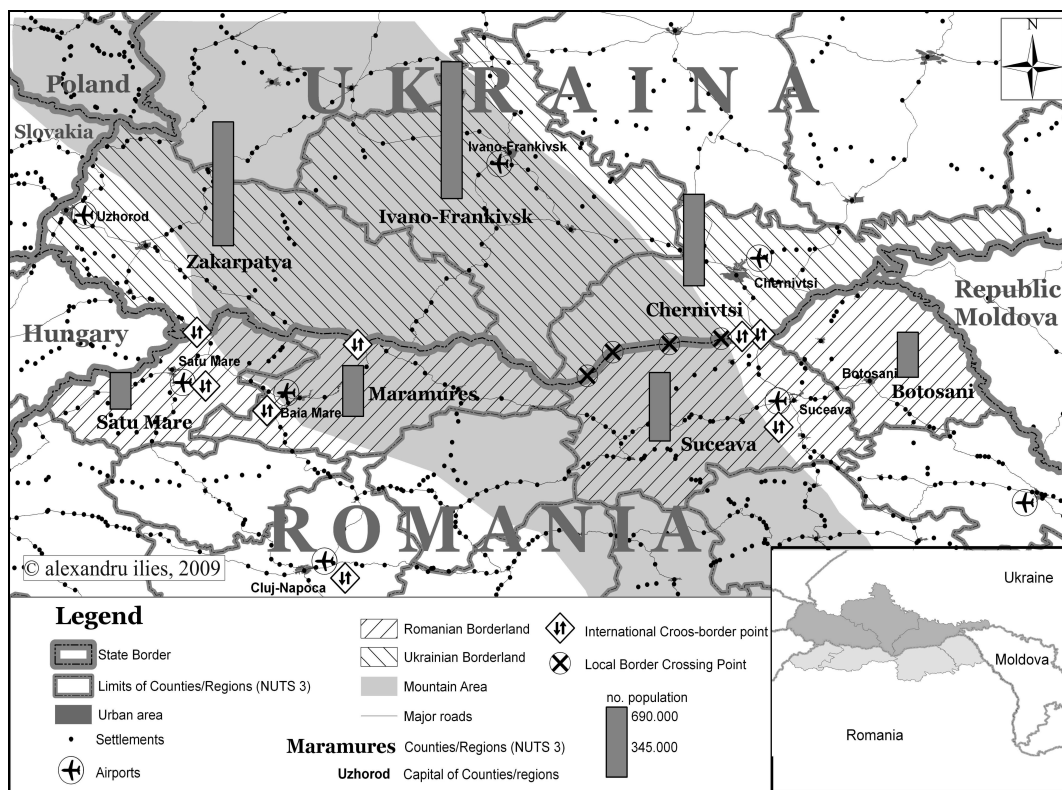 N
Poland
UKRAINA
Slovakia
Ivano-Frankivsk
Uzhorod
Ivano-Frankivsk
Zakarpatya
Chernivtsi
Chernivtsi
Republic
Moldova
Hungary
Satu Mare
Baia Mare
Maramures
Satu Mare
Botosani
Botosani
Suceava
Suceava
ROMANIA
© alexandru ilies, 2009
Cluj-Napoca
Legend
State Border
Limits of Counties/Regions (NUTS 3)
Urban area
Settlements
Airports
Romanian Borderland
Ukrainian Borderland
Mountain Area
Major roads
Maramures Counties/Regions (NUTS 3)
Uzhorod Capital of Counties/regions
International Croos-border point
Local Border Crossing Point
no. population
690.000
345.000
Ukraine
Moldova
Romania